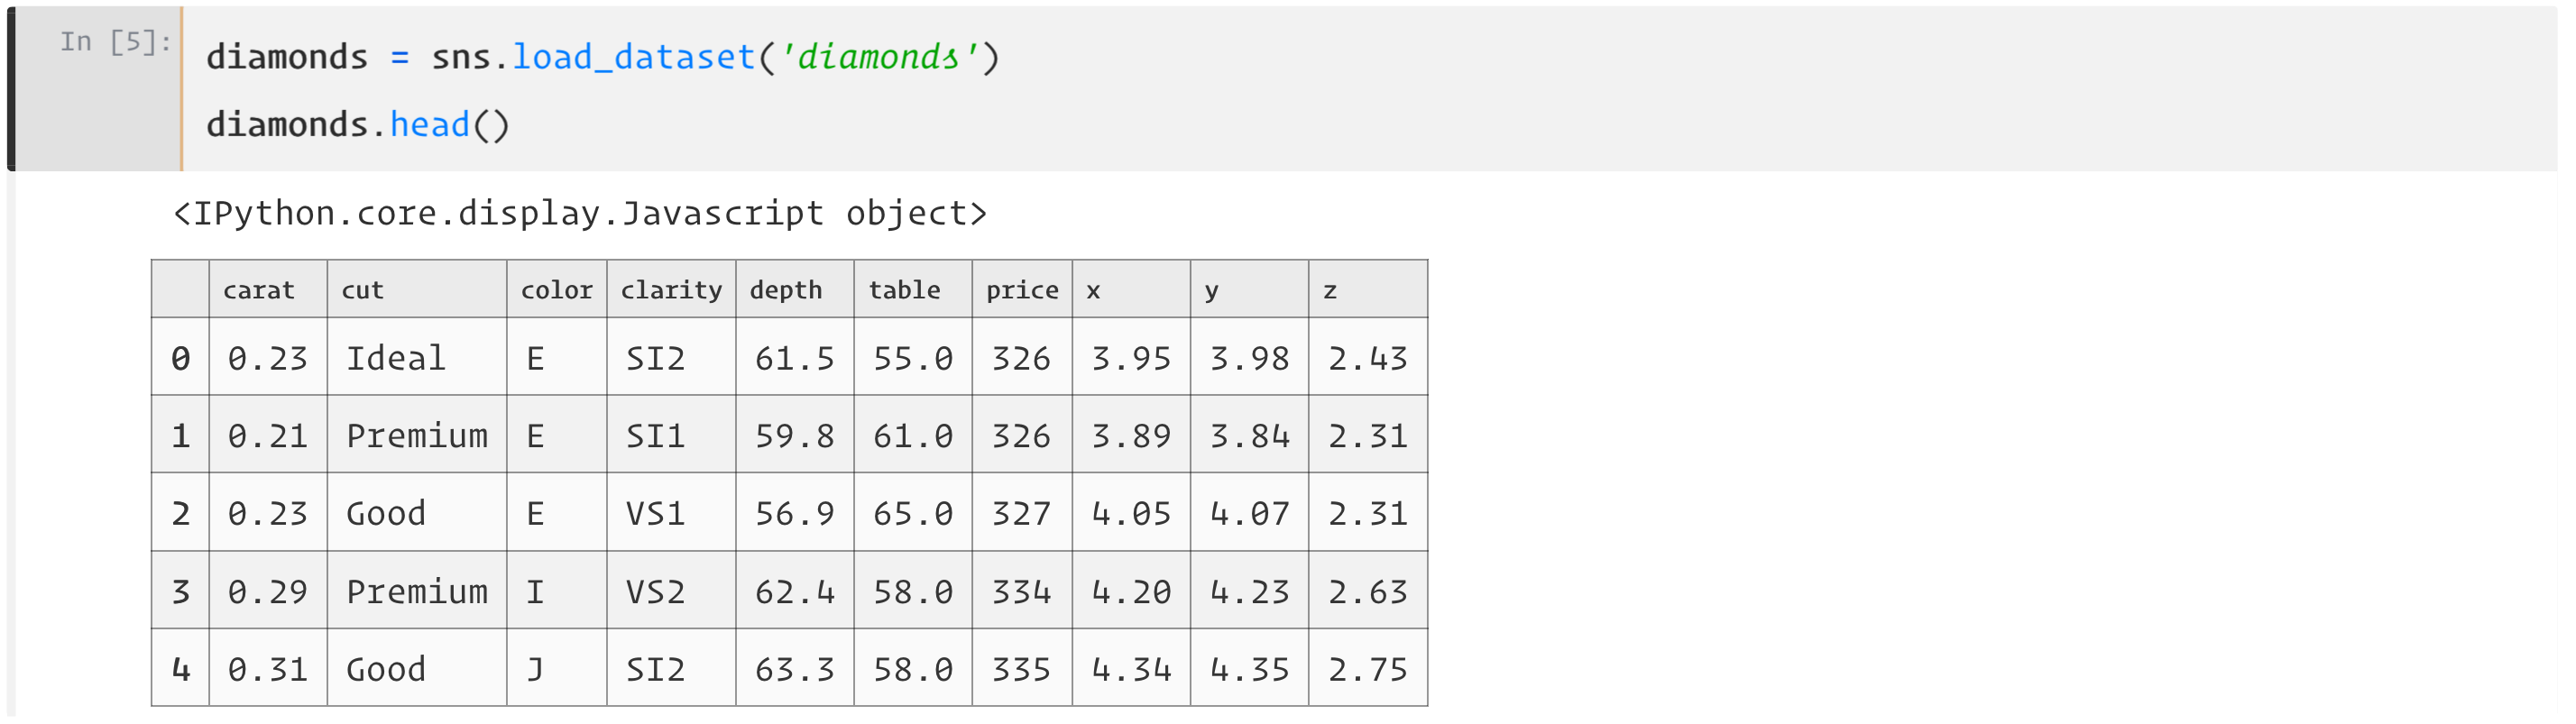 In [5]:
diamonds = sns.load_dataset('diamonds')
diamonds.head()
<IPython.core.display.Javascript object>
carat cut color clarity depth table price x y z
0 0.23 Ideal E SI2 61.5 55.0 326 3.95 3.98 2.43
1 0.21 Premium E SI1 59.8 61.0 326 3.89 3.84 2.31
2 0.23 Good E VS1 56.9 65.0 327 4.05 4.07 2.31
3 0.29 Premium I VS2 62.4 58.0 334 4.20 4.23 2.63
4 0.31 Good J SI2 63.3 58.0 335 4.34 4.35 2.75